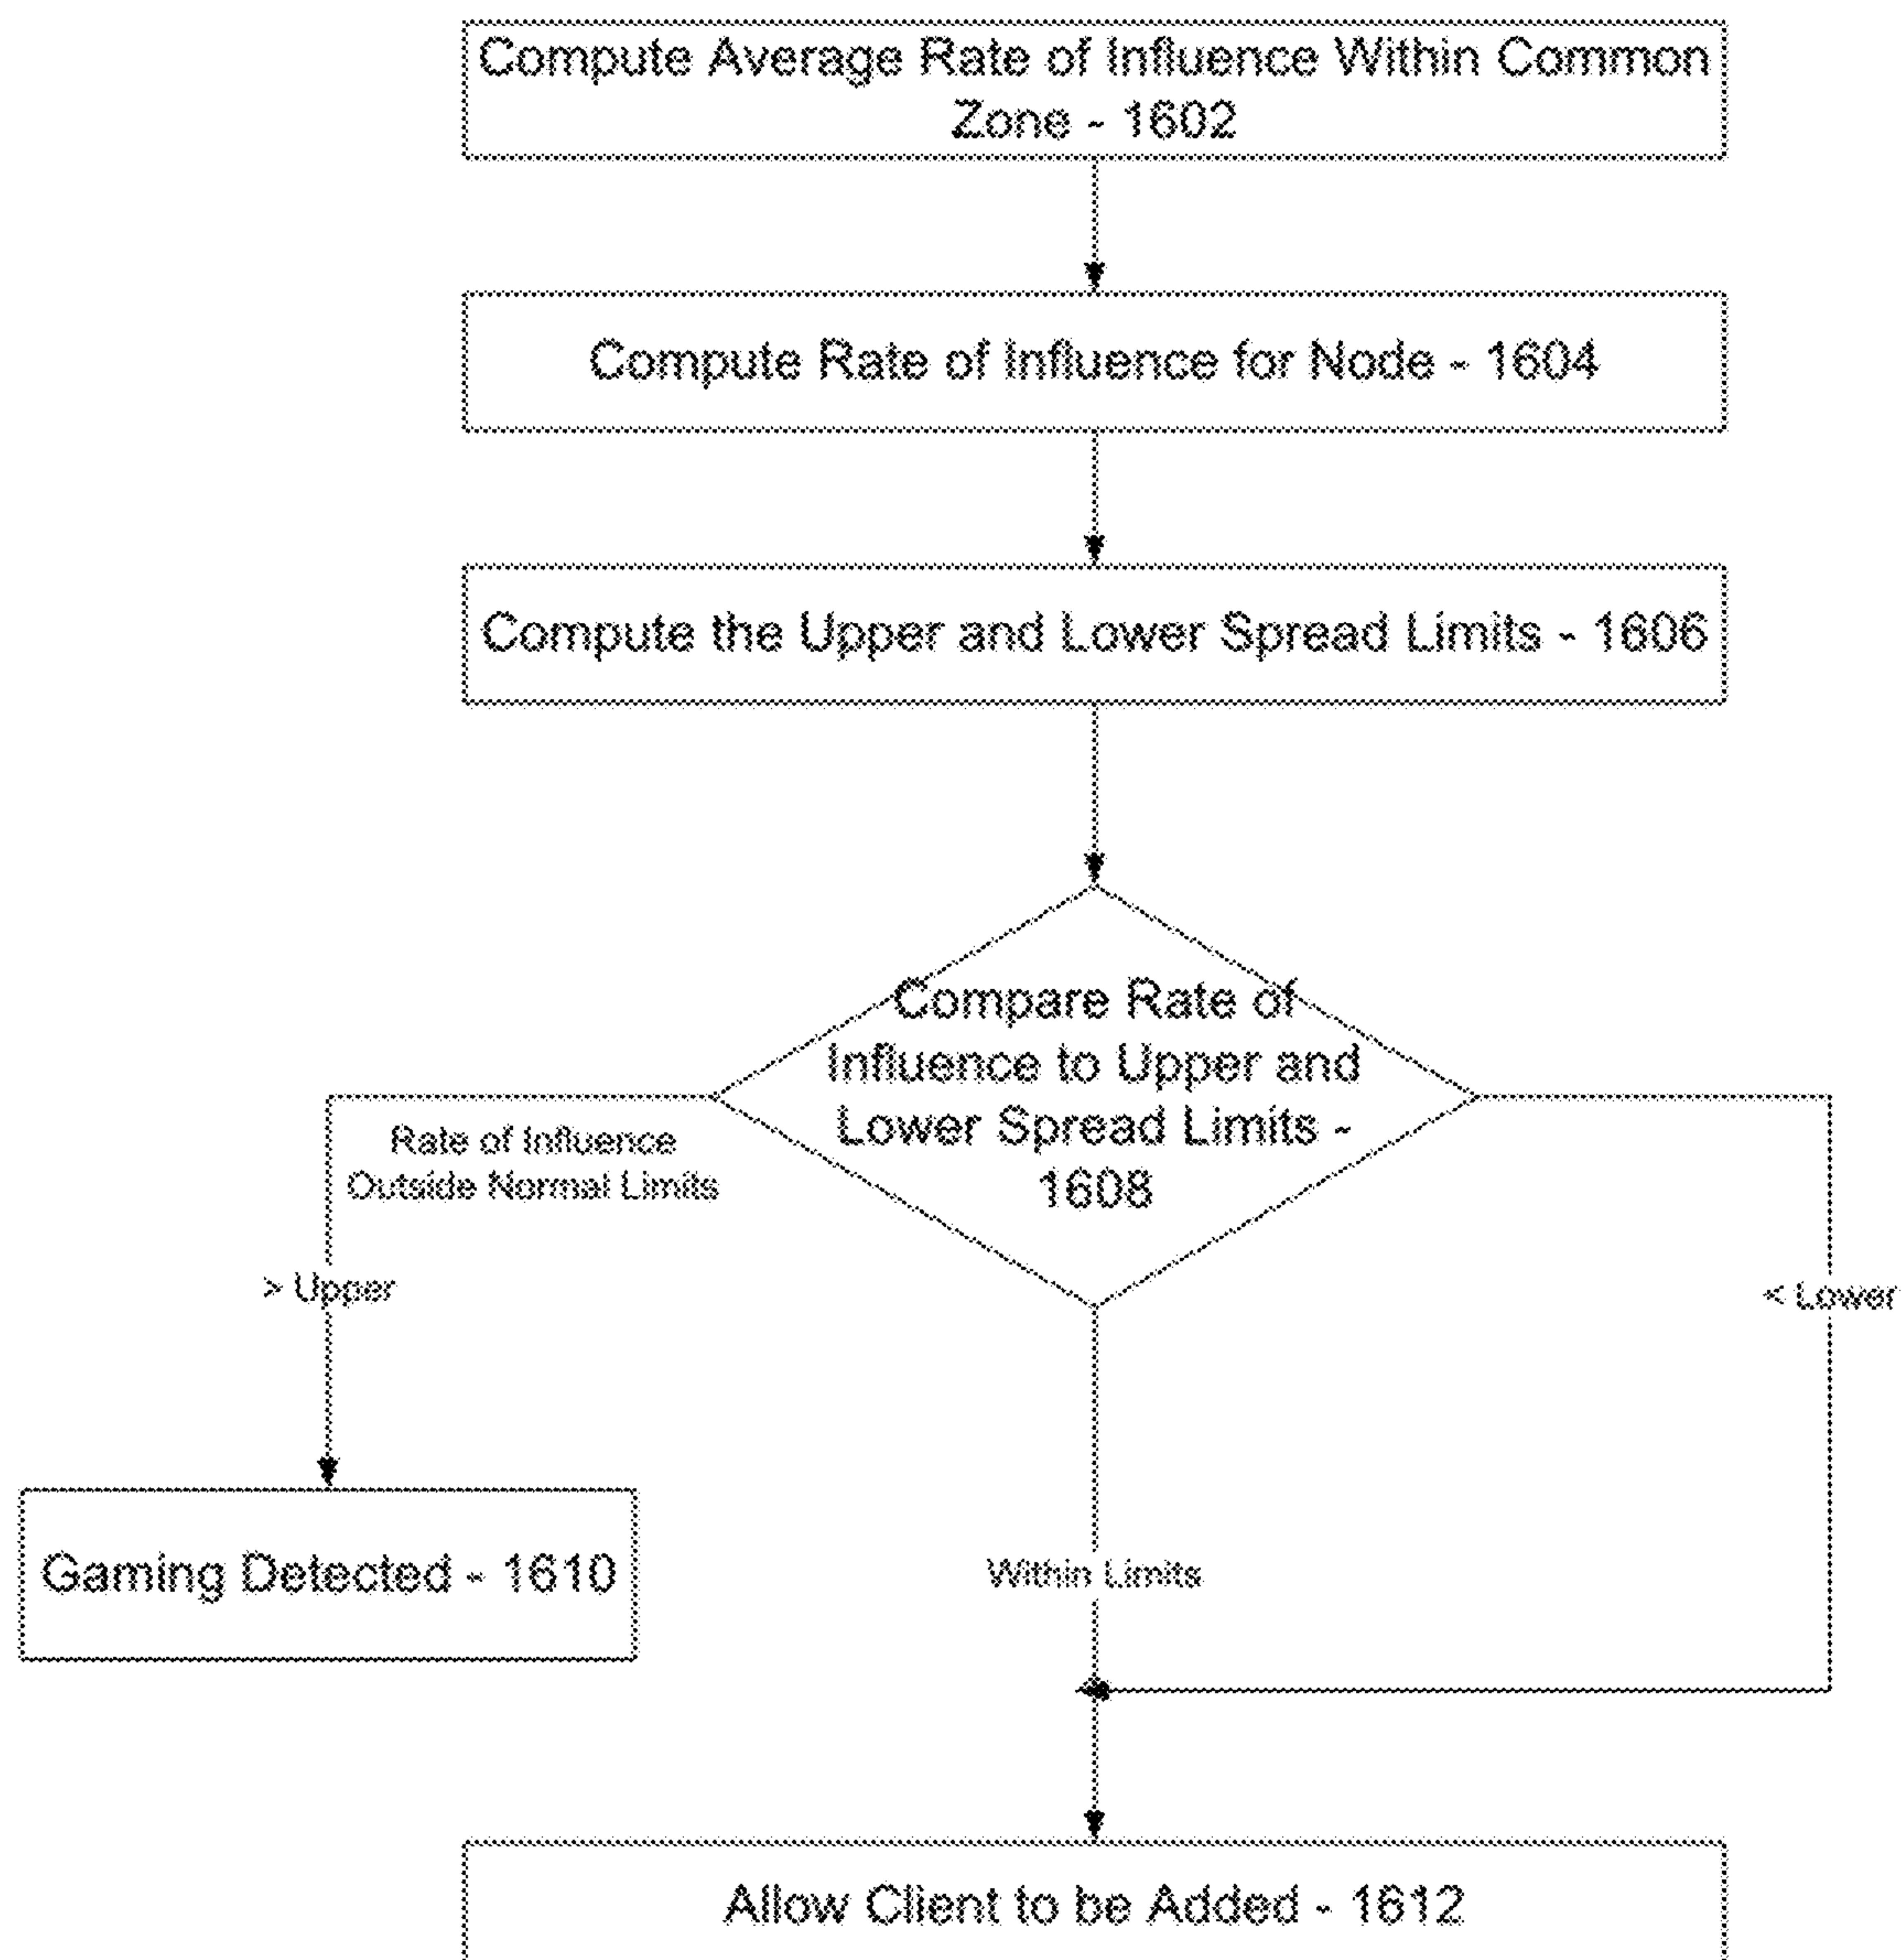 Compute Average Rate of Influence Within Common
Zone - 1602
Compute Rate of Influence for Node - 1604
Compute the Upper and Lower Spread Limits - 1606
Compare Rate of
Influence to Upper and
Lower Spread Limits -
1608
Rate of Influence
Outside Normal Limits
> Upper
< Lower
Gaming Detected - 1610
Within Limits
Allow Client to be Added - 1612